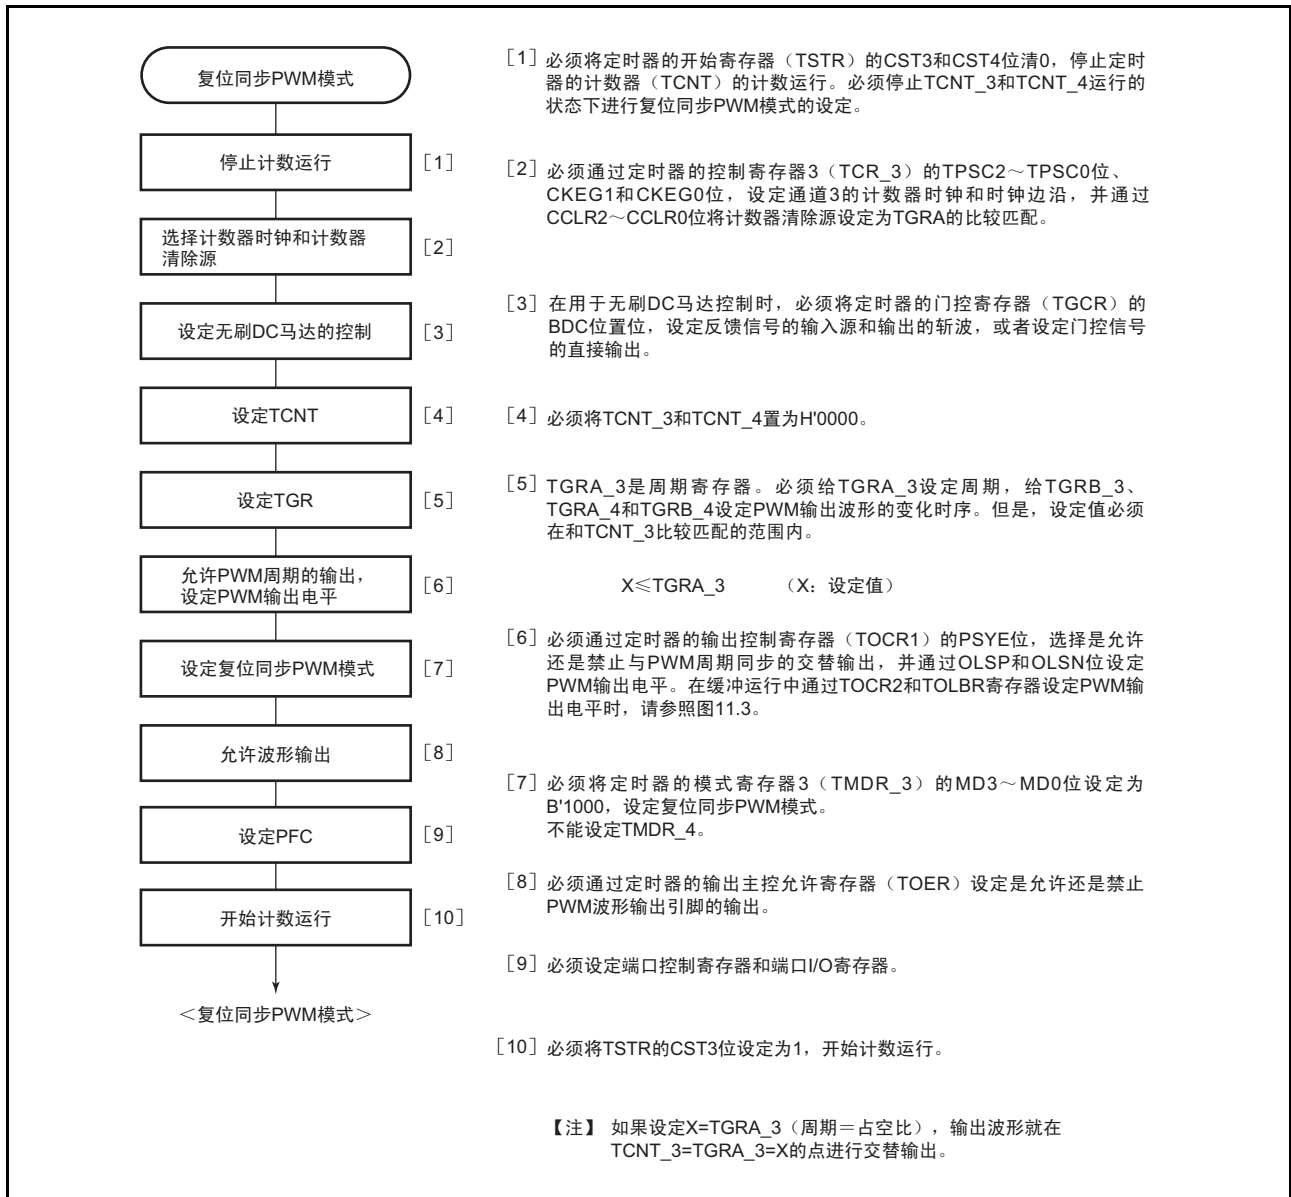 复位同步PWM模式
停止计数运行
[1]
选择计数器时钟和计数器
清除源
[2]
设定无刷DC马达的控制
[3]
设定TCNT
[4]
设定TGR
[5]
允许PWM周期的输出，
设定PWM输出电平
[6]
设定复位同步PWM模式
[7]
允许波形输出
[8]
设定PFC
[9]
开始计数运行
[10]
＜复位同步PWM模式＞
[1] 必须将定时器的开始寄存器（TSTR）的CST3和CST4位清0，停止定时
器的计数器（TCNT）的计数运行。必须停止TCNT_3和TCNT_4运行的
状态下进行复位同步PWM模式的设定。
[2] 必须通过定时器的控制寄存器3（TCR_3）的TPSC2～TPSC0位、
CKEG1和CKEG0位，设定通道3的计数器时钟和时钟边沿，并通过
CCLR2～CCLR0位将计数器清除源设定为TGRA的比较匹配。
[3] 在用于无刷DC马达控制时，必须将定时器的门控寄存器（TGCR）的
BDC位置位，设定反馈信号的输入源和输出的斩波，或者设定门控信号
的直接输出。
[4] 必须将TCNT_3和TCNT_4置为H'0000。
[5] TGRA_3是周期寄存器。必须给TGRA_3设定周期，给TGRB_3、
TGRA_4和TGRB_4设定PWM输出波形的变化时序。但是，设定值必须
在和TCNT_3比较匹配的范围内。
X≤TGRA_3 （X：设定值）
[6] 必须通过定时器的输出控制寄存器（TOCR1）的PSYE位，选择是允许
还是禁止与PWM周期同步的交替输出，并通过OLSP和OLSN位设定
PWM输出电平。在缓冲运行中通过TOCR2和TOLBR寄存器设定PWM输
出电平时，请参照图11.3。
[7] 必须将定时器的模式寄存器3（TMDR_3）的MD3～MD0位设定为
B'1000，设定复位同步PWM模式。
不能设定TMDR_4。
[8] 必须通过定时器的输出主控允许寄存器（TOER）设定是允许还是禁止
PWM波形输出引脚的输出。
[9] 必须设定端口控制寄存器和端口I/O寄存器。
[10] 必须将TSTR的CST3位设定为1，开始计数运行。
【注】 如果设定X=TGRA_3（周期＝占空比），输出波形就在
TCNT_3=TGRA_3=X的点进行交替输出。